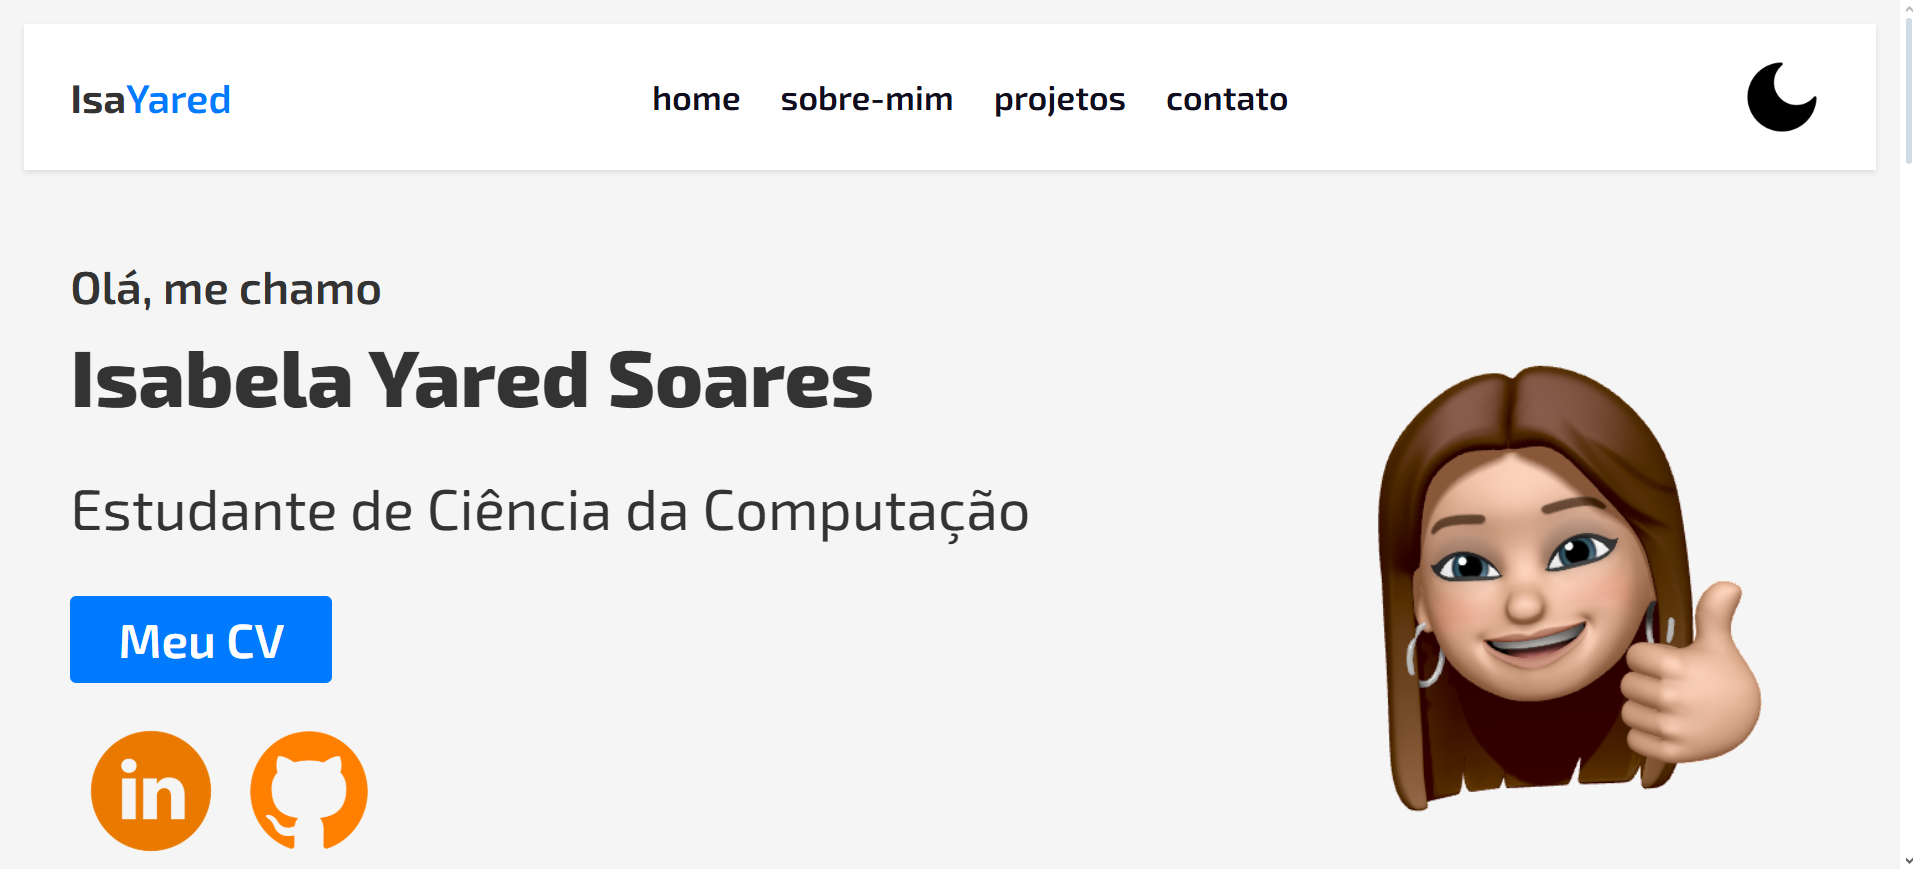 IsaYared
home sobre-mim projetos contato
Olá, me chamo
Isabela Yared Soares
Estudante de Ciência da Computação
Meu CV
in